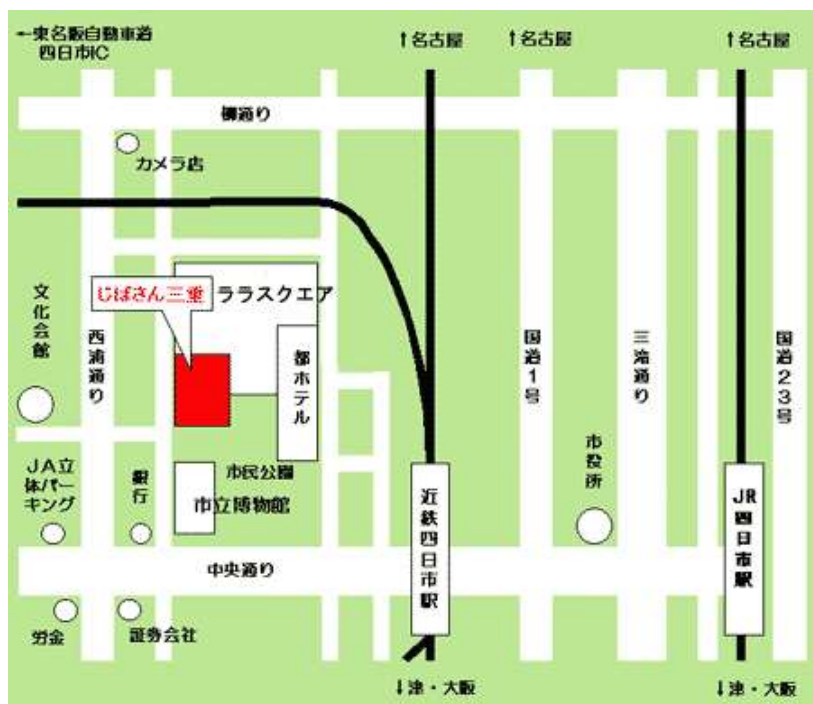 ←東名阪自動車道
四日市IC
↑名古屋
↑名古屋
↑名古屋
柳通り
カメラ店
じばさん三重
ララスクエア
文化会館
西浦通り
都ホテル
国道1号
三滝通り
国道23号
JA立
体パー
キング
銀行
市民公園
市立博物館
近鉄四日市駅
市役所
JR四日市駅
中央通り
労金
証券会社
↓津・大阪
↓津・大阪